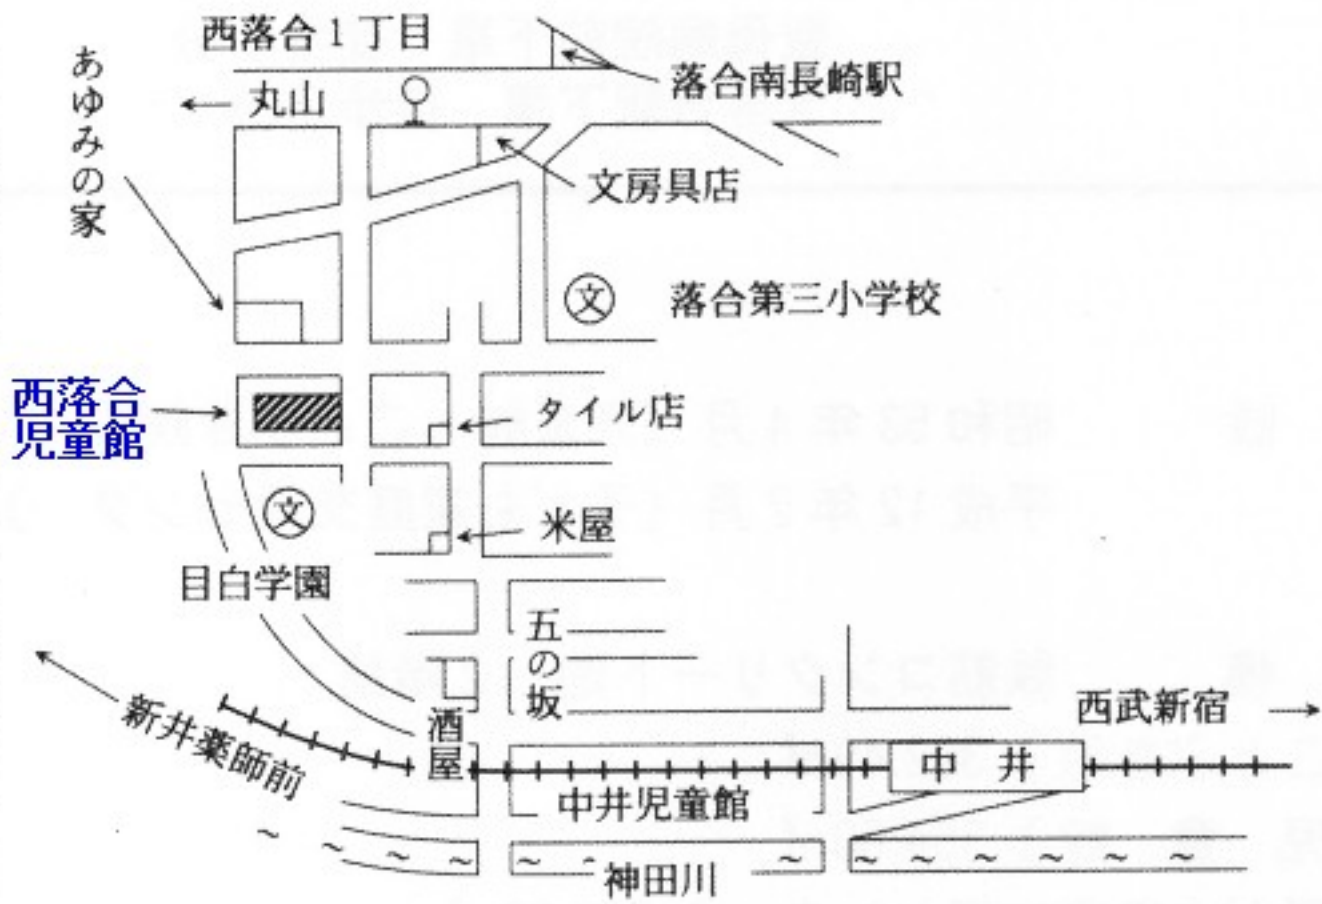 西落合1丁目
落合南長崎駅
丸山
あゆみの家
文房具店
文
落合第三小学校
西落合
児童館
タイル店
文
米屋
目白学園
五の坂
新井薬師前
酒屋
西武新宿
中井
中井児童館
神田川